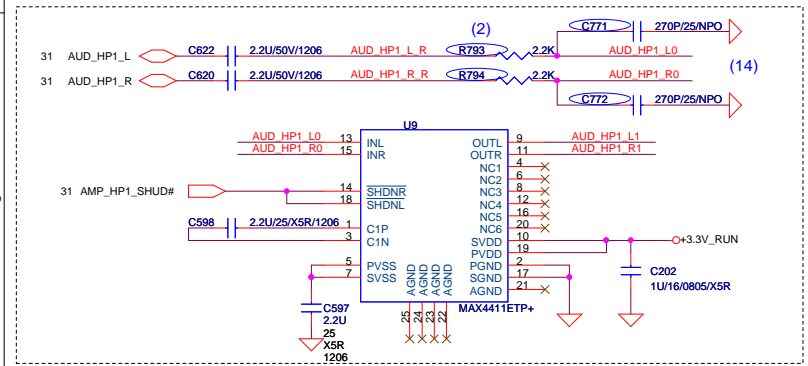 (2)
C771 270P/25/NPO
31 AUD_HP1_L C622 2.2U/50V/1206 AUD_HP1_L_R R793 2.2K AUD_HP1_L0
31 AUD_HP1_R C620 2.2U/50V/1206 AUD_HP1_R_R R794 2.2K AUD_HP1_R0
(14)
C772 270P/25/NPO
U9
AUD_HP1_L0 13 INL OUTL 9 AUD_HP1_L1
AUD_HP1_R0 15 INR OUTR 11 AUD_HP1_R1
NC1 4
NC2 6
31 AMP_HP1_SHUD# 14 SHDNR NC3 8
18 SHDNL NC4 12
NC5 16
C598 2.2U/25/X5R/1206 1 C1P NC6 20
3 C1N SVDD 10 +3.3V_RUN
PVDD 19
5 PVSS PGND 2
7 SVSS SGND 17
AGND AGND AGND AGND AGND 21
C202
1U/16/0805/X5R
MAX4411ETP+
25 24 23 22
C597
2.2U
25
X5R
1206